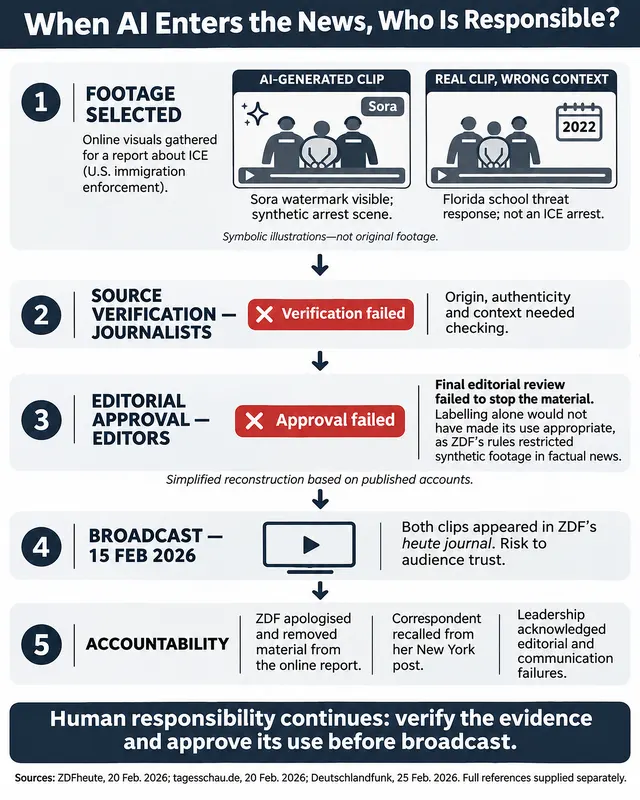 When AI Enters the News, Who Is Responsible?
1
FOOTAGE
SELECTED
Online visuals gathered
for a report about ICE
(U.S. immigration
enforcement).
AI-GENERATED CLIP
Sora
Sora watermark visible;
synthetic arrest scene.
REAL CLIP, WRONG CONTEXT
2022
Florida school threat
response; not an ICE arrest.
Symbolic illustrations—not original footage.
2
SOURCE
VERIFICATION —
JOURNALISTS
Verification failed
Origin, authenticity
and context needed
checking.
3
EDITORIAL
APPROVAL —
EDITORS
Approval failed
Final editorial review
failed to stop the material.
Labelling alone would not
have made its use appropriate,
as ZDF’s rules restricted
synthetic footage in factual news.
Simplified reconstruction based on published accounts.
4
BROADCAST —
15 FEB 2026
Both clips appeared in ZDF’s
heute journal. Risk to
audience trust.
5
ACCOUNTABILITY
ZDF apologised
and removed
material from
the online report.
Correspondent
recalled from
her New York
post.
Leadership
acknowledged
editorial and
communication
failures.
Human responsibility continues: verify the evidence
and approve its use before broadcast.
Sources: ZDFheute, 20 Feb. 2026; tagesschau.de, 20 Feb. 2026; Deutschlandfunk, 25 Feb. 2026. Full references supplied separately.